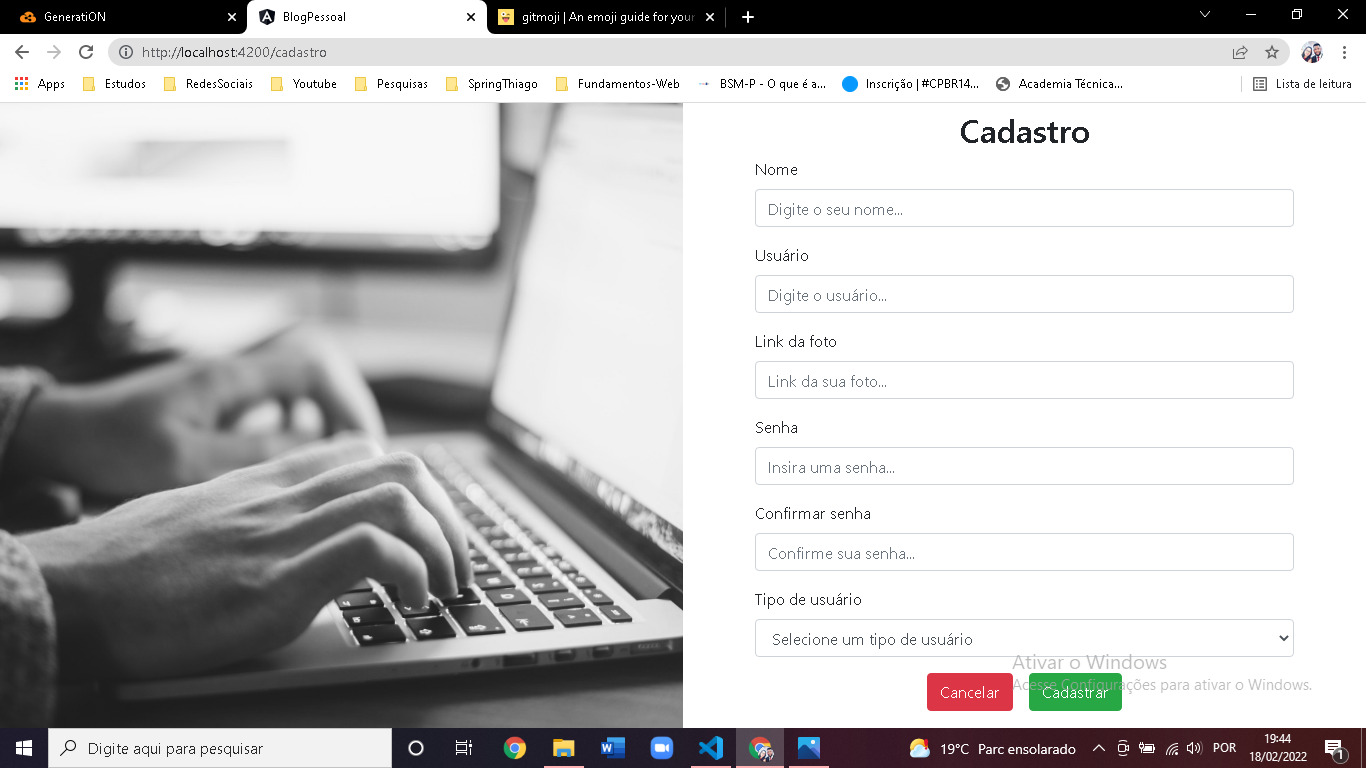 GeneratiON
BlogPessoal
gitmoji | An emoji guide for your
http://localhost:4200/cadastro
Apps
Estudos
RedesSociais
Youtube
Pesquisas
SpringThiago
Fundamentos-Web
BSM-P - O que é a...
Inscrição | #CPBR14...
Academia Técnica...
Lista de leitura
Cadastro
Nome
Digite o seu nome...
Usuário
Digite o usuário...
Link da foto
Link da sua foto...
Senha
Insira uma senha...
Confirmar senha
Confirme sua senha...
Tipo de usuário
Selecione um tipo de usuário
Ativar o Windows
Acesse Configurações para ativar o Windows.
Cancelar
Cadastrar
Digite aqui para pesquisar
19°C Parc ensolarado
POR
19:44
18/02/2022
1